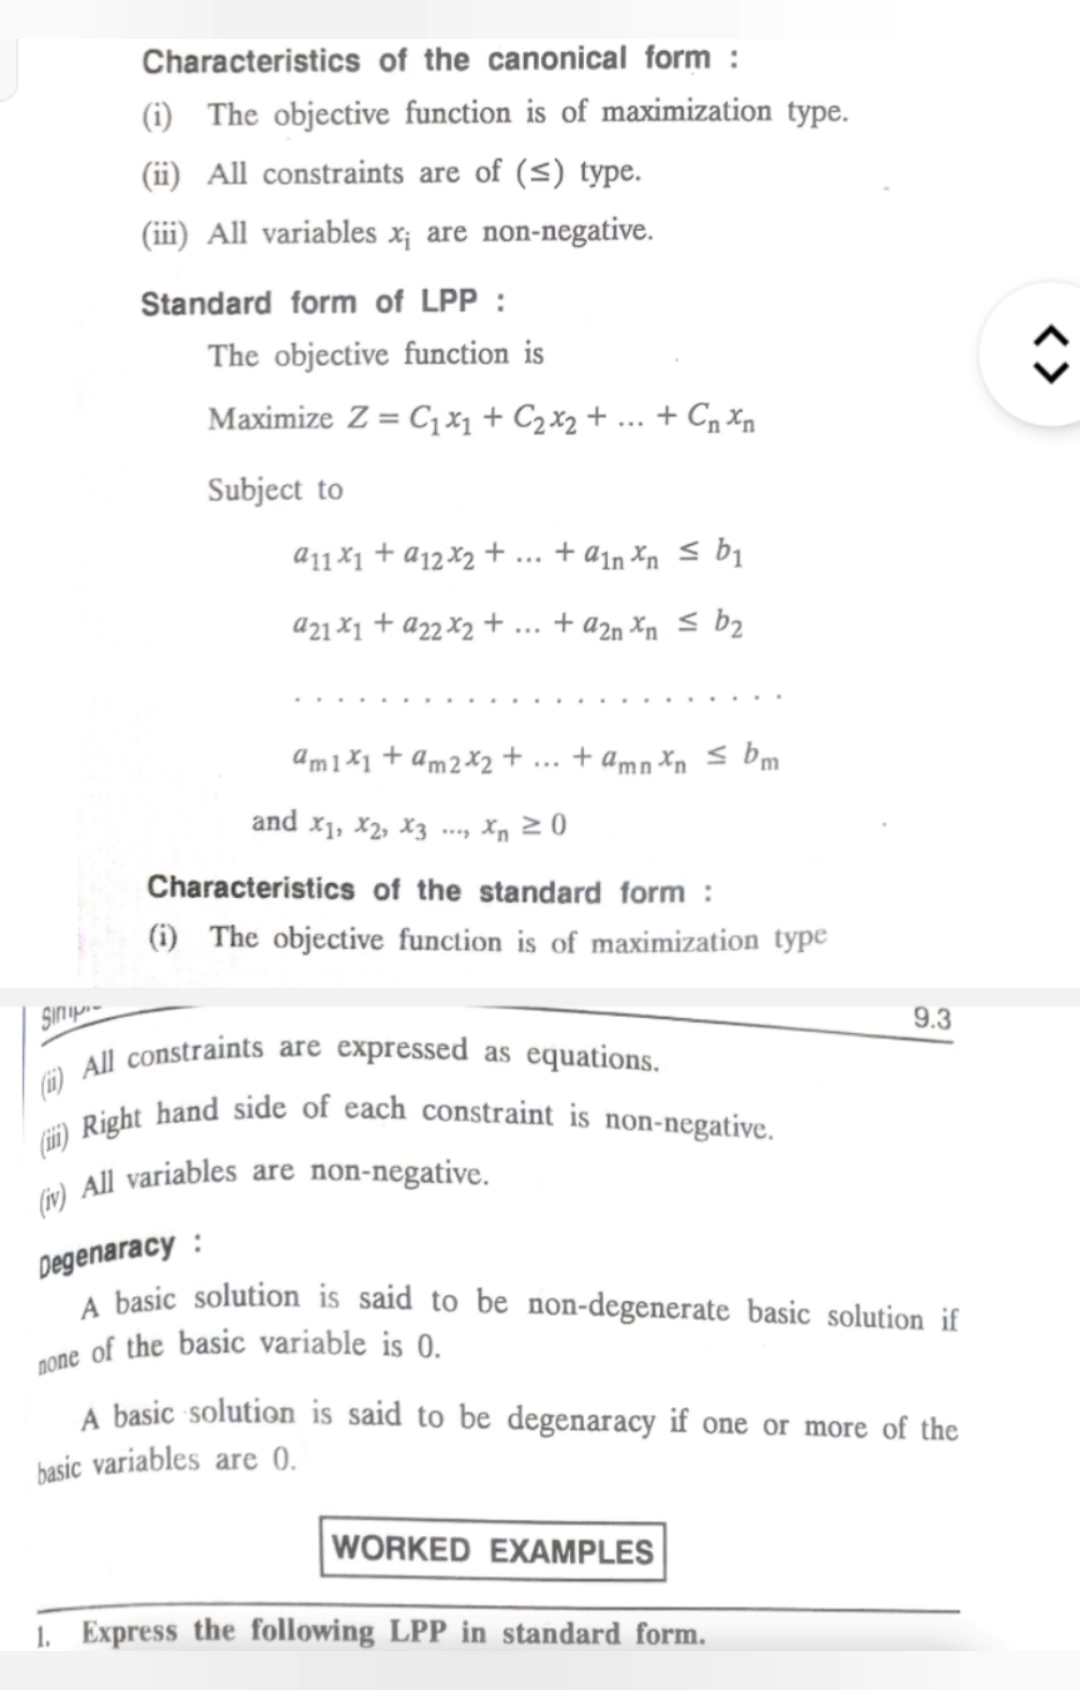 Characteristics of the canonical form :
(i) The objective function is of maximization type.
(ii) All constraints are of (≤) type.
(iii) All variables xᵢ are non-negative.
Standard form of LPP :
The objective function is
Maximize Z = C₁x₁ + C₂x₂ + ... + Cₙxₙ
Subject to
a₁₁x₁ + a₁₂x₂ + ... + a₁ₙxₙ ≤ b₁
a₂₁x₁ + a₂₂x₂ + ... + a₂ₙxₙ ≤ b₂
. . . . . . . . . . . . . . . . . . . . . . .
aₘ₁x₁ + aₘ₂x₂ + ... + aₘₙxₙ ≤ bₘ
and x₁, x₂, x₃ ..., xₙ ≥ 0
Characteristics of the standard form :
(i) The objective function is of maximization type
9.3
(ii) All constraints are expressed as equations.
(iii) Right hand side of each constraint is non-negative.
(iv) All variables are non-negative.
Degenaracy :
A basic solution is said to be non-degenerate basic solution if
none of the basic variable is 0.
A basic solution is said to be degenaracy if one or more of the
basic variables are 0.
WORKED EXAMPLES
1. Express the following LPP in standard form.